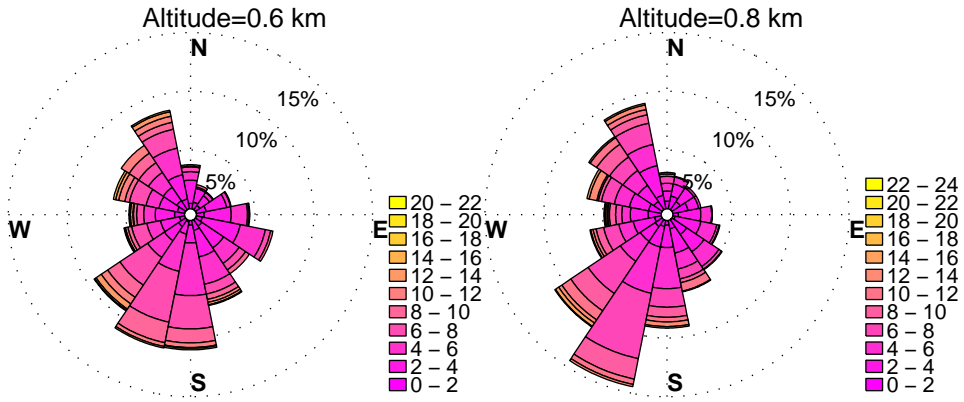 Altitude=0.6 km
N
15%
10%
5%
W
E
S
20 – 22
18 – 20
16 – 18
14 – 16
12 – 14
10 – 12
8 – 10
6 – 8
4 – 6
2 – 4
0 – 2
Altitude=0.8 km
N
15%
10%
5%
W
E
S
22 – 24
20 – 22
18 – 20
16 – 18
14 – 16
12 – 14
10 – 12
8 – 10
6 – 8
4 – 6
2 – 4
0 – 2